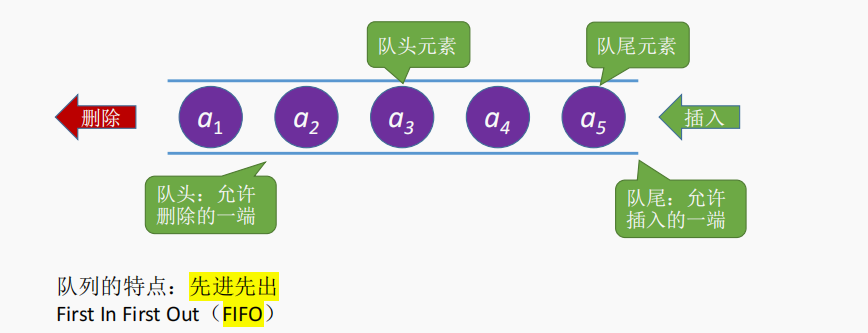 队头元素
队尾元素
删除
a1
a2
a3
a4
a5
插入
队头：允许
删除的一端
队尾：允许
插入的一端
队列的特点：先进先出
First In First Out（FIFO）